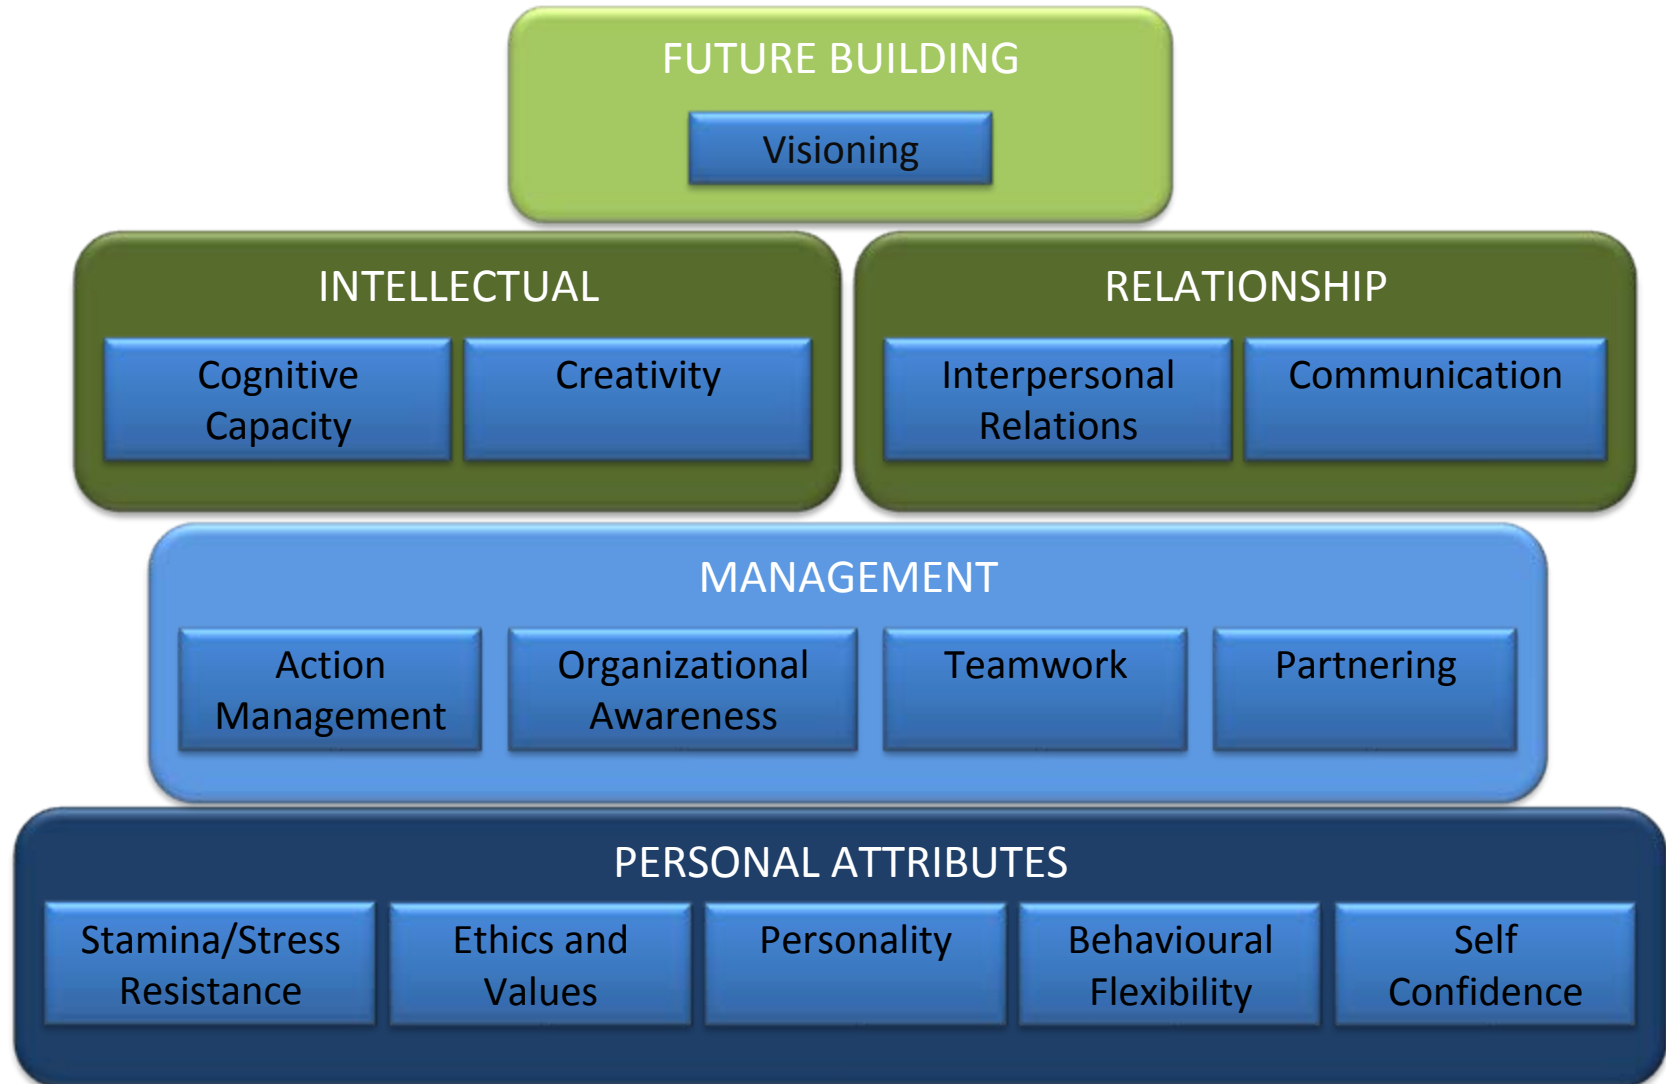 FUTURE BUILDING
Visioning
INTELLECTUAL
Cognitive
Capacity
Creativity
RELATIONSHIP
Interpersonal
Relations
Communication
MANAGEMENT
Action
Management
Organizational
Awareness
Teamwork
Partnering
PERSONAL ATTRIBUTES
Stamina/Stress
Resistance
Ethics and
Values
Personality
Behavioural
Flexibility
Self
Confidence